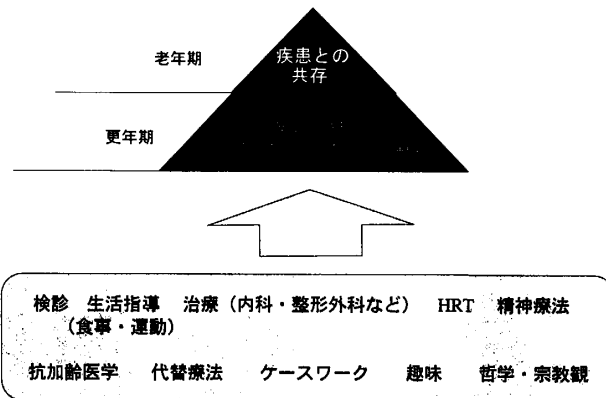 老年期
疾患との
共存
更年期
検診 生活指導 治療（内科・整形外科など） HRT 精神療法
（食事・運動）
抗加齢医学 代替療法 ケースワーク 趣味 哲学・宗教観